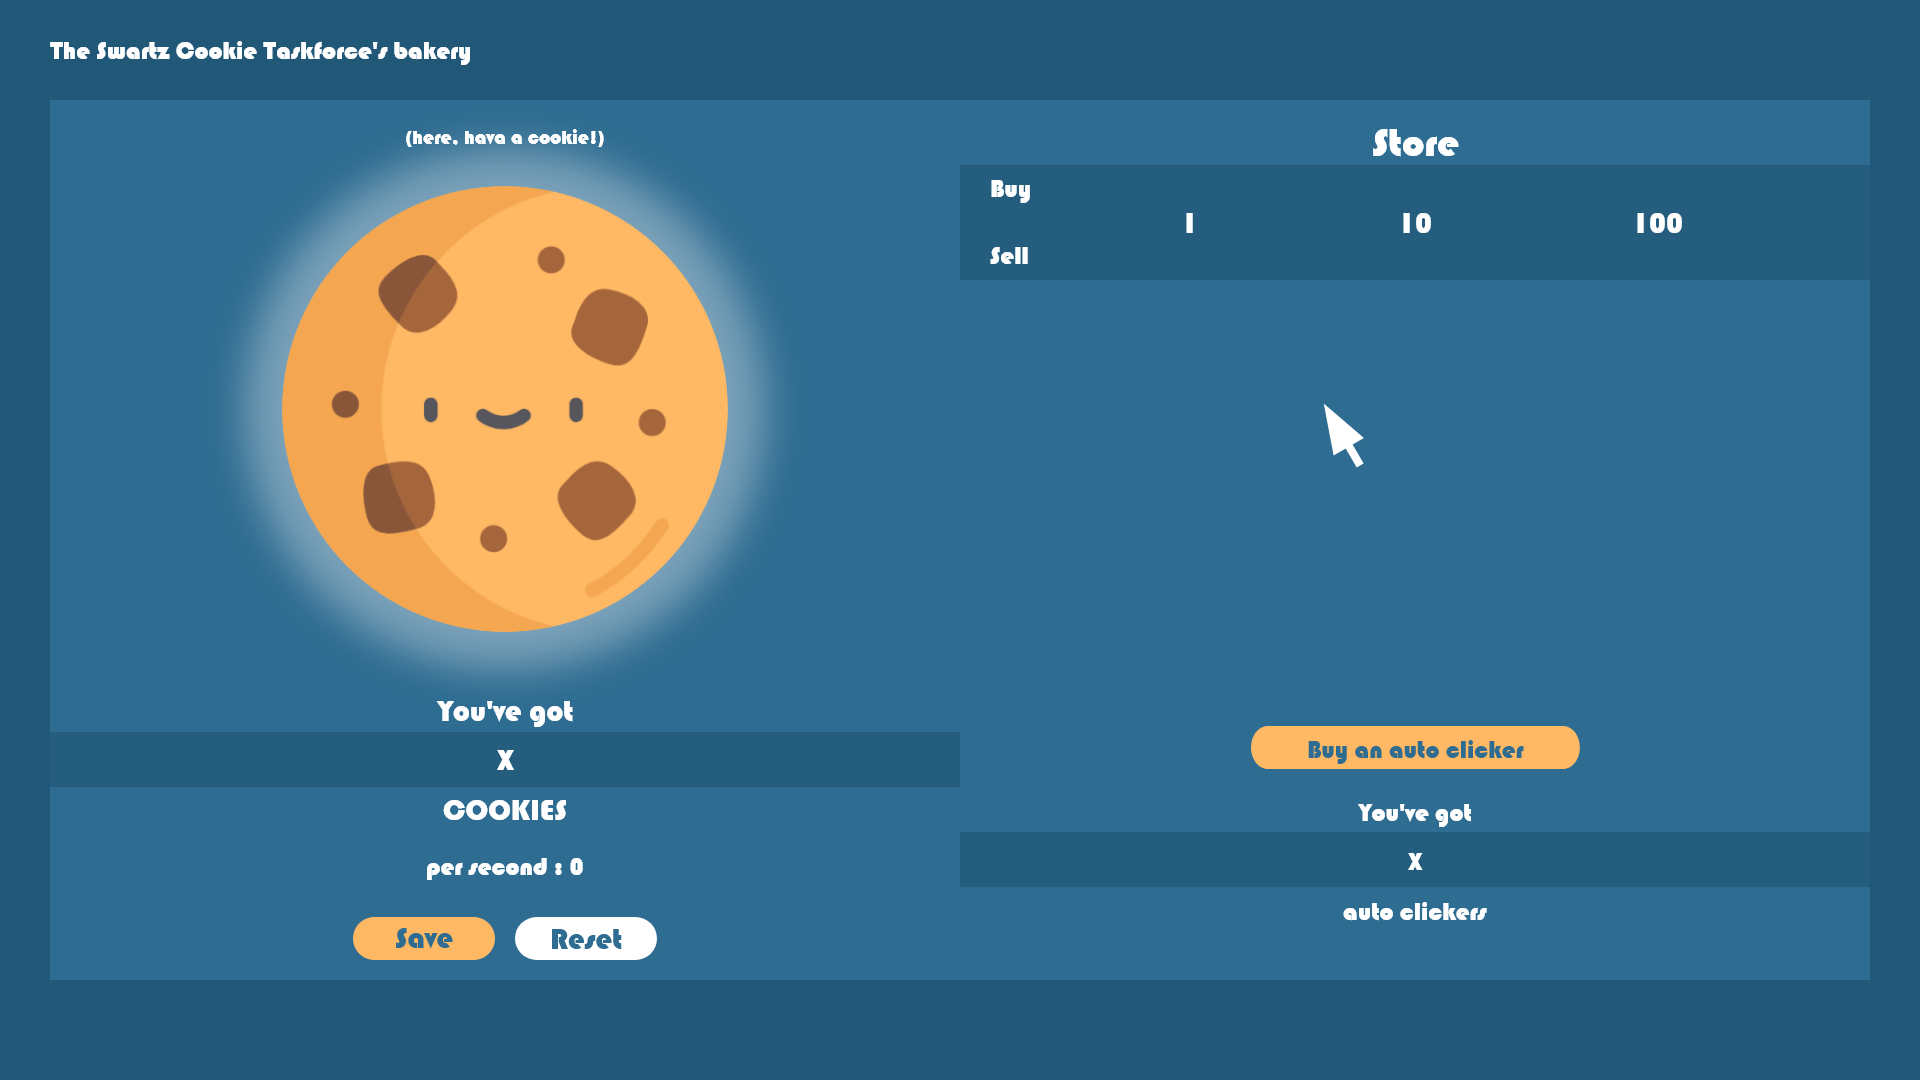 The Swartz Cookie Taskforce's bakery
(here, hava a cookie!)
You've got
X
COOKIES
per second : 0
Save
Reset
Store
Buy
1
10
100
Sell
Buy an auto clicker
You've got
X
auto clickers